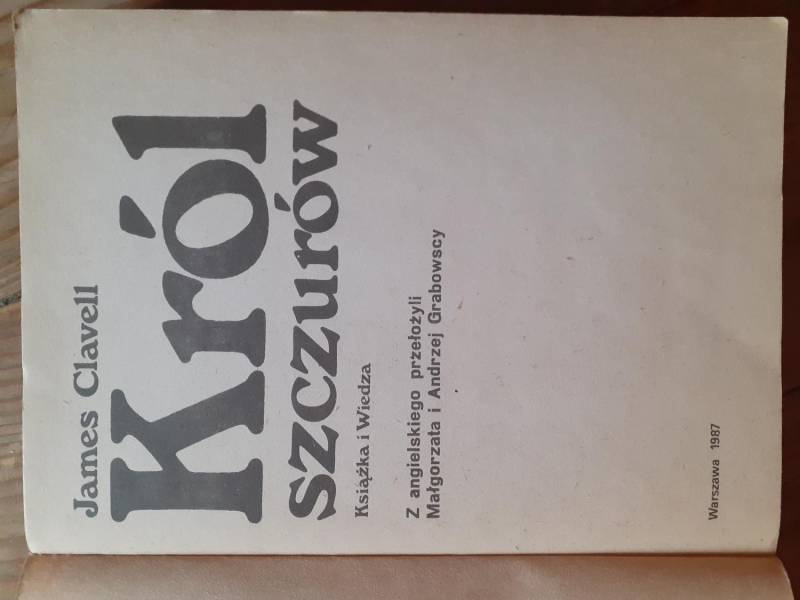 James Clavell
Król
szczurów
Książka i Wiedza
Z angielskiego przełożyli
Małgorzata i Andrzej Grabowscy
Warszawa 1987